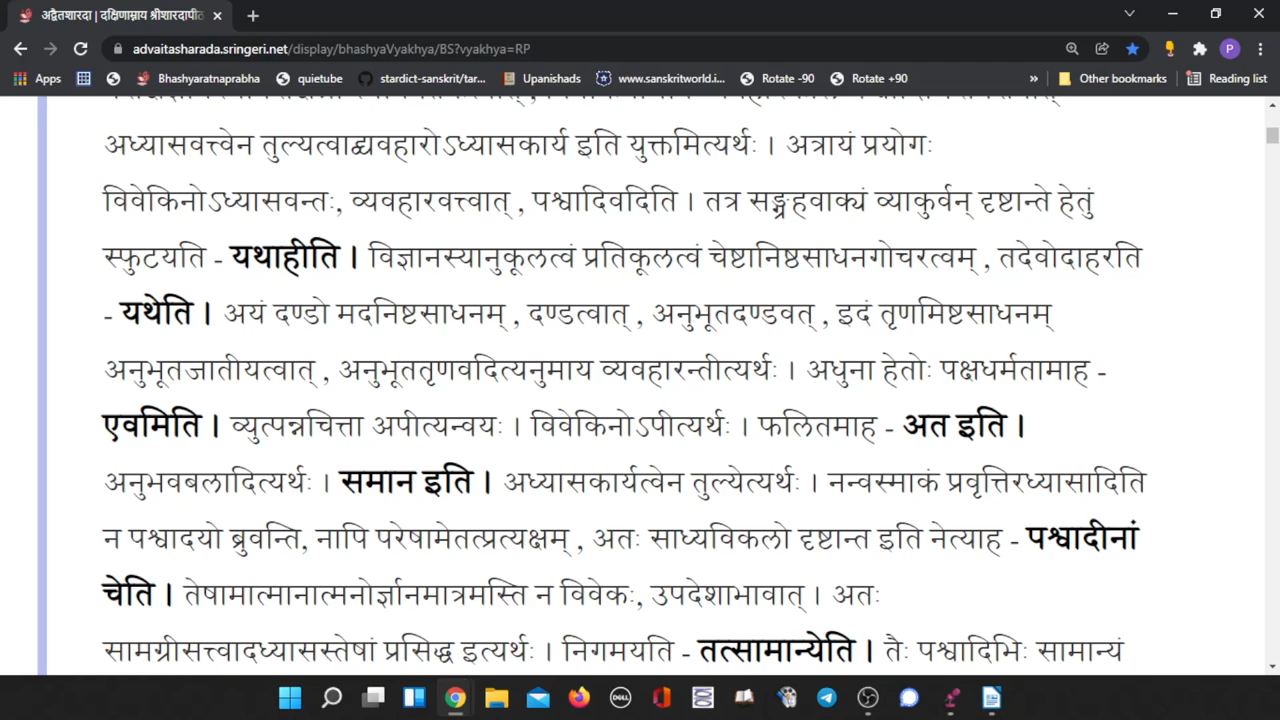 अद्वैतशारदा | दक्षिणाम्नाय श्रीशारदापीठ
advaitasharada.sringeri.net/display/bhashyaVyakhya/BS?vyakhya=RP
Apps Bhashyaratnaprabha quietube stardict-sanskrit/tar... Upanishads www.sanskritworld.i... Rotate -90 Rotate +90 » Other bookmarks Reading list
अध्यासवत्त्वेन तुल्यत्वाद्व्यवहारोऽध्यासकार्य इति युक्तमित्यर्थः । अत्रायं प्रयोगः
विवेकिनोऽध्यासवन्तः, व्यवहारवत्त्वात् , पश्वादिवदिति । तत्र सङ्ग्रहवाक्यं व्याकुर्वन् दृष्टान्ते हेतुं
स्फुटयति - यथाहीति । विज्ञानस्यानुकूलत्वं प्रतिकूलत्वं चेष्टानिष्ठसाधनगोचरत्वम् , तदेवोदाहरति
- यथेति । अयं दण्डो मदनिष्टसाधनम् , दण्डत्वात् , अनुभूतदण्डवत् , इदं तृणमिष्टसाधनम्
अनुभूतजातीयत्वात् , अनुभूततृणवदित्यनुमाय व्यवहारन्तीत्यर्थः । अधुना हेतोः पक्षधर्मतामाह -
एवमिति । व्युत्पन्नचित्ता अपीत्यन्वयः । विवेकिनोऽपीत्यर्थः । फलितमाह - अत इति ।
अनुभवबलादित्यर्थः । समान इति । अध्यासकार्यत्वेन तुल्येत्यर्थः । नन्वस्माकं प्रवृत्तिरध्यासादिति
न पश्वादयो ब्रुवन्ति, नापि परेषामेतत्प्रत्यक्षम् , अतः साध्यविकलो दृष्टान्त इति नेत्याह - पश्वादीनां
चेति । तेषामात्मानात्मनोर्ज्ञानमात्रमस्ति न विवेकः, उपदेशाभावात् । अतः
सामग्रीसत्त्वादध्यासस्तेषां प्रसिद्ध इत्यर्थः । निगमयति - तत्सामान्येति । तैः पश्वादिभिः सामान्यं
DELL